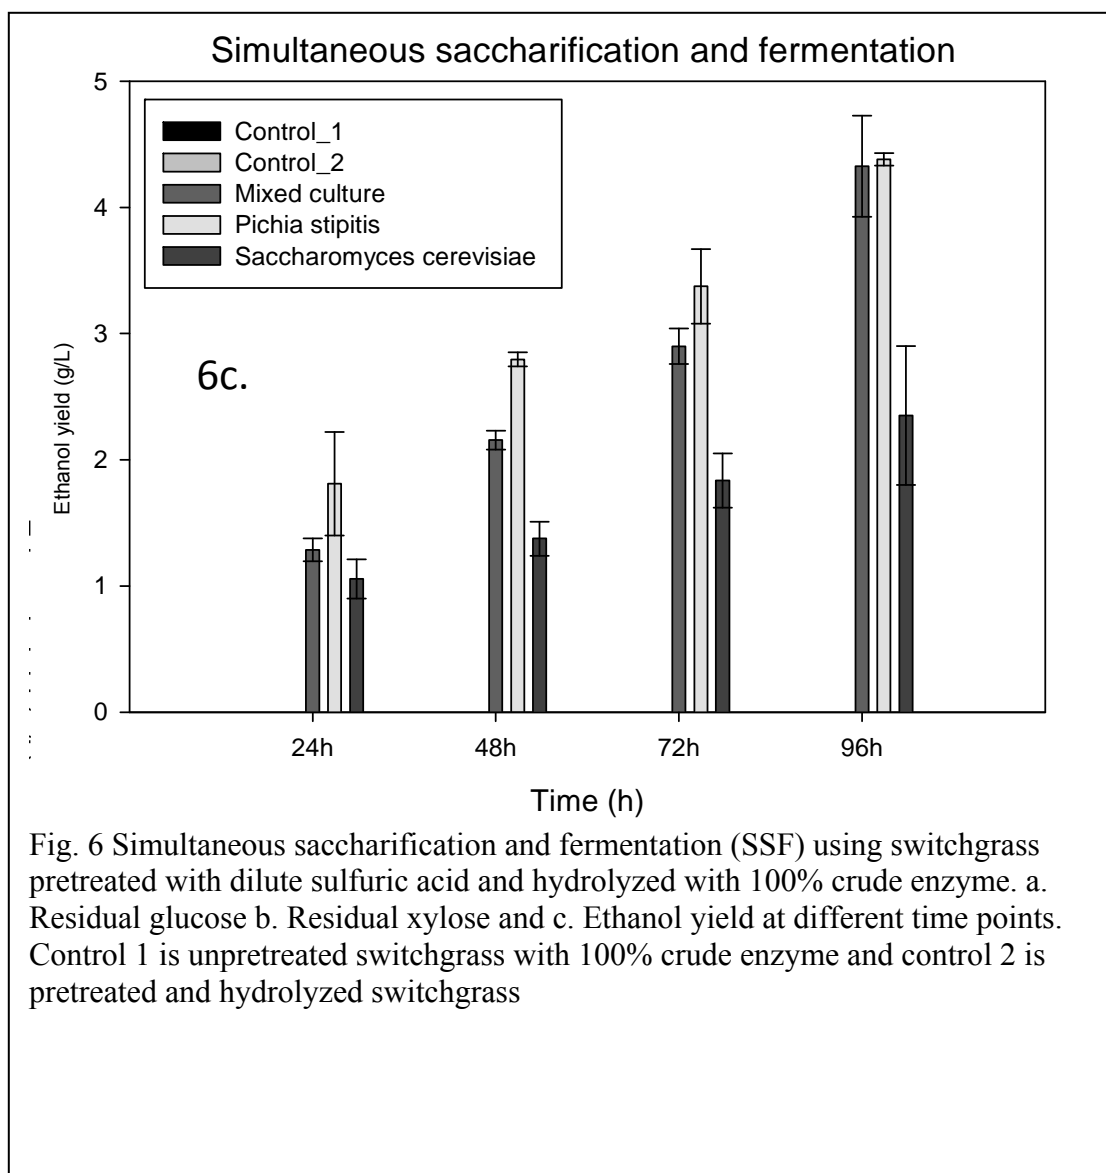 Simultaneous saccharification and fermentation
5
Control_1
Control_2
Mixed culture
Pichia stipitis
Saccharomyces cerevisiae
4
3
6c.
Ethanol yield (g/L)
2
1
0
24h 48h 72h 96h
Time (h)
Fig. 6 Simultaneous saccharification and fermentation (SSF) using switchgrass
pretreated with dilute sulfuric acid and hydrolyzed with 100% crude enzyme. a.
Residual glucose b. Residual xylose and c. Ethanol yield at different time points.
Control 1 is unpretreated switchgrass with 100% crude enzyme and control 2 is
pretreated and hydrolyzed switchgrass